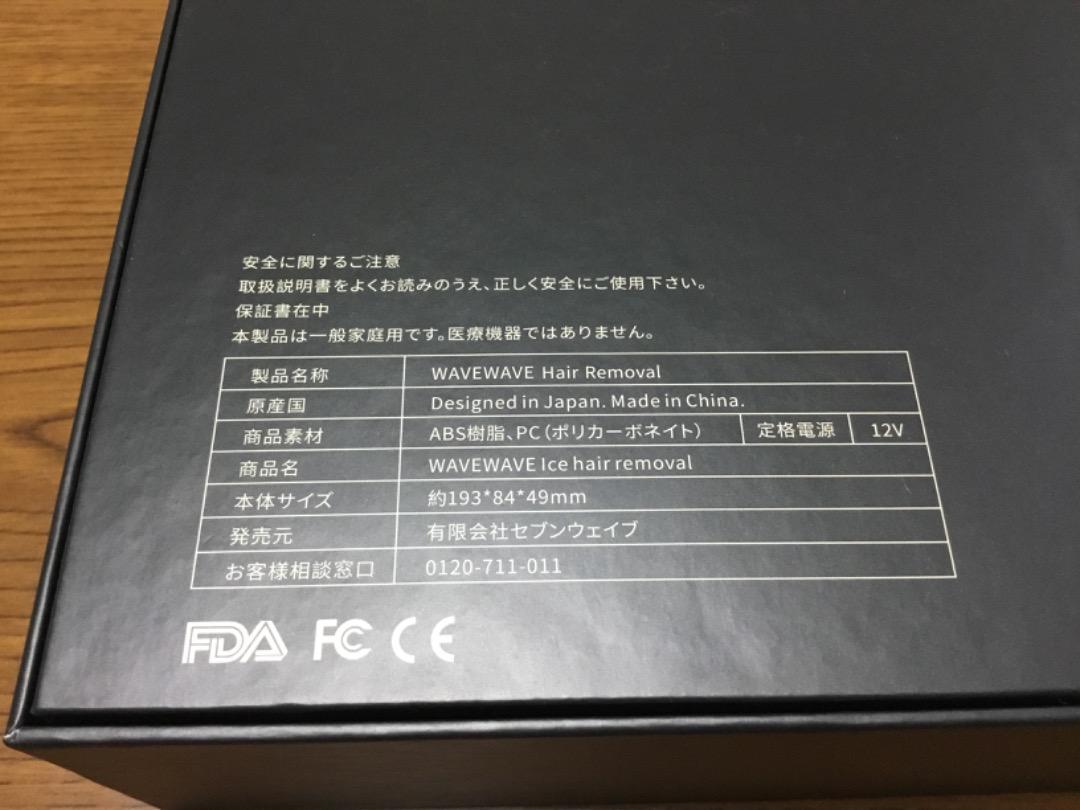 安全に関するご注意
取扱説明書をよくお読みのうえ、正しく安全にご使用下さい。
保証書在中
本製品は一般家庭用です。医療機器ではありません。
製品名称 WAVEWAVE Hair Removal
原産国 Designed in Japan. Made in China.
商品素材 ABS樹脂、PC（ポリカーボネイト） 定格電源 12V
商品名 WAVEWAVE Ice hair removal
本体サイズ 約193*84*49mm
発売元 有限会社セブンウェイブ
お客様相談窓口 0120-711-011
FDA FC CE